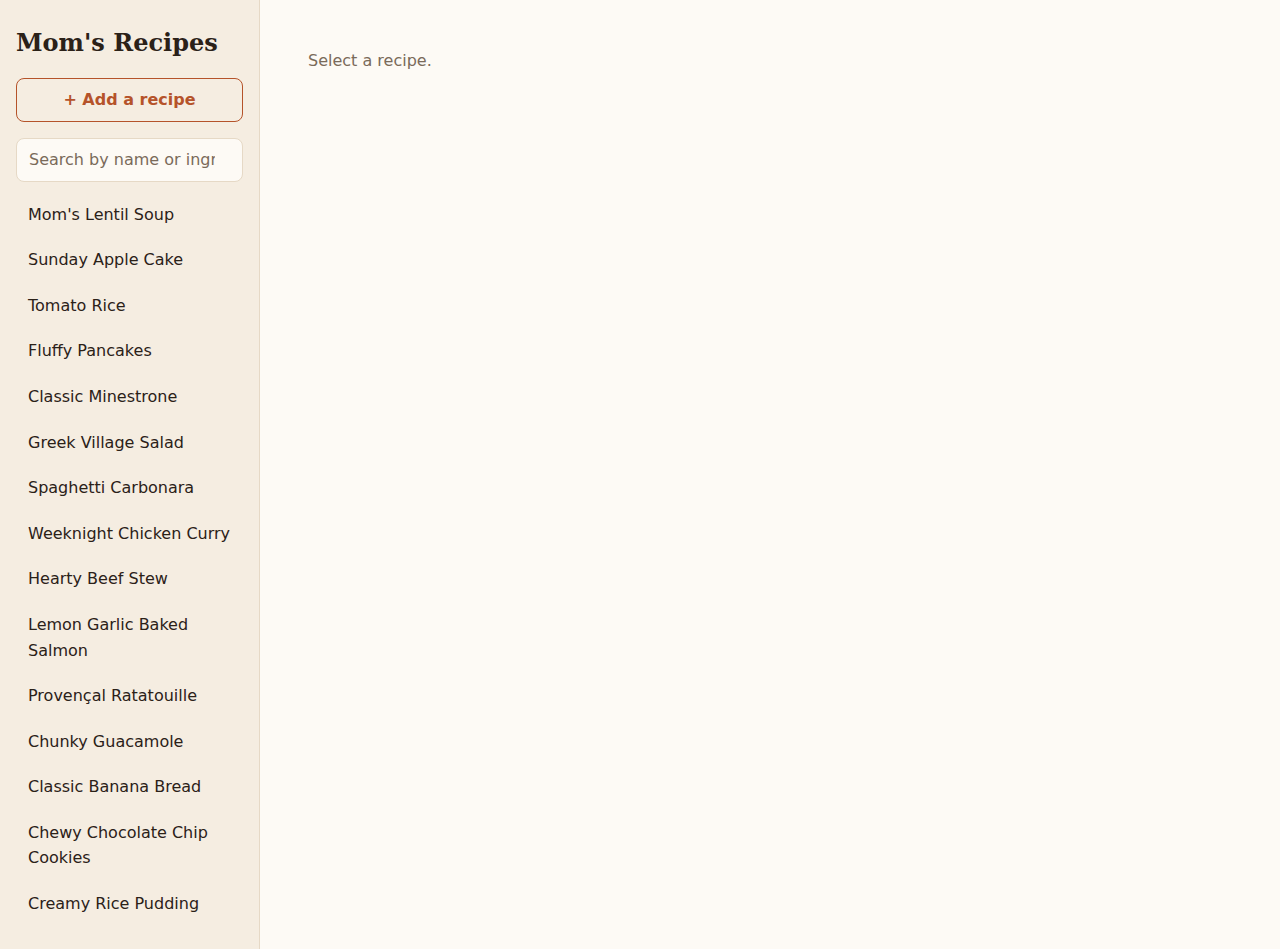 Mom's Recipes
Select a recipe.
+ Add a recipe
Search by name or ingr
Mom's Lentil Soup
Sunday Apple Cake
Tomato Rice
Fluffy Pancakes
Classic Minestrone
Greek Village Salad
Spaghetti Carbonara
Weeknight Chicken Curry
Hearty Beef Stew
Lemon Garlic Baked
Salmon
Provençal Ratatouille
Chunky Guacamole
Classic Banana Bread
Chewy Chocolate Chip
Cookies
Creamy Rice Pudding